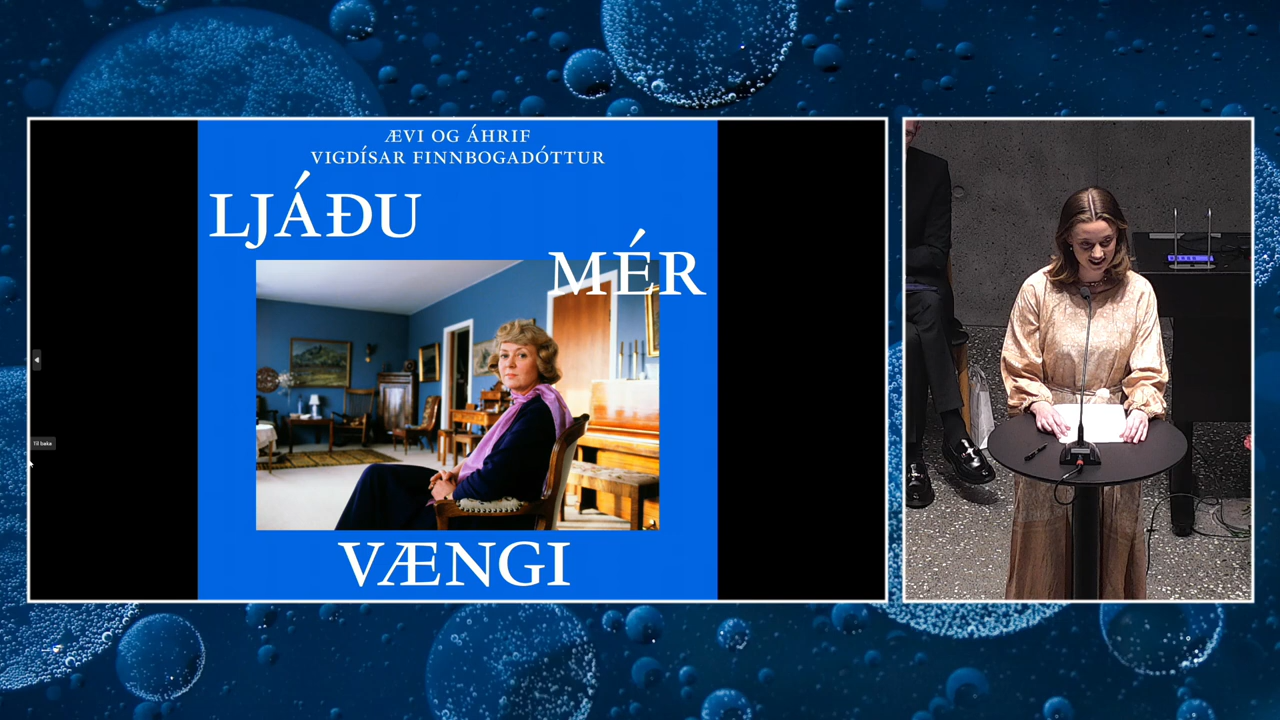 ÆVI OG ÁHRIF
VIGDÍSAR FINNBOGADÓTTUR
LJÁÐU
MÉR
VÆNGI
Til baka